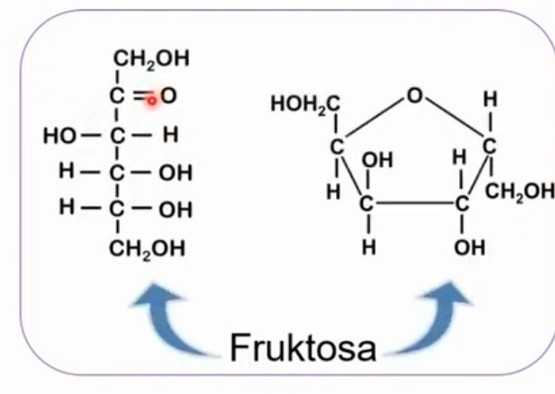 CH₂OH
C=O
HO－C－H
H－C－OH
H－C－OH
CH₂OH
O
HOH₂C H
C C
OH H
H CH₂OH
C C
H OH
Fruktosa